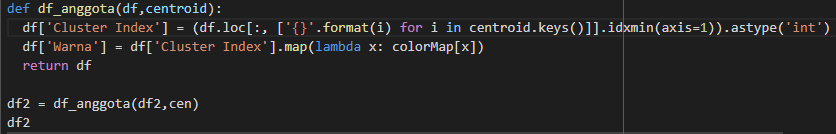 def df_anggota(df,centroid):
  df['Cluster Index'] = (df.loc[:, ['{}'.format(i) for i in centroid.keys()]].idxmin(axis=1)).astype('int')
  df['Warna'] = df['Cluster Index'].map(lambda x: colorMap[x])
  return df

df2 = df_anggota(df2,cen)
df2